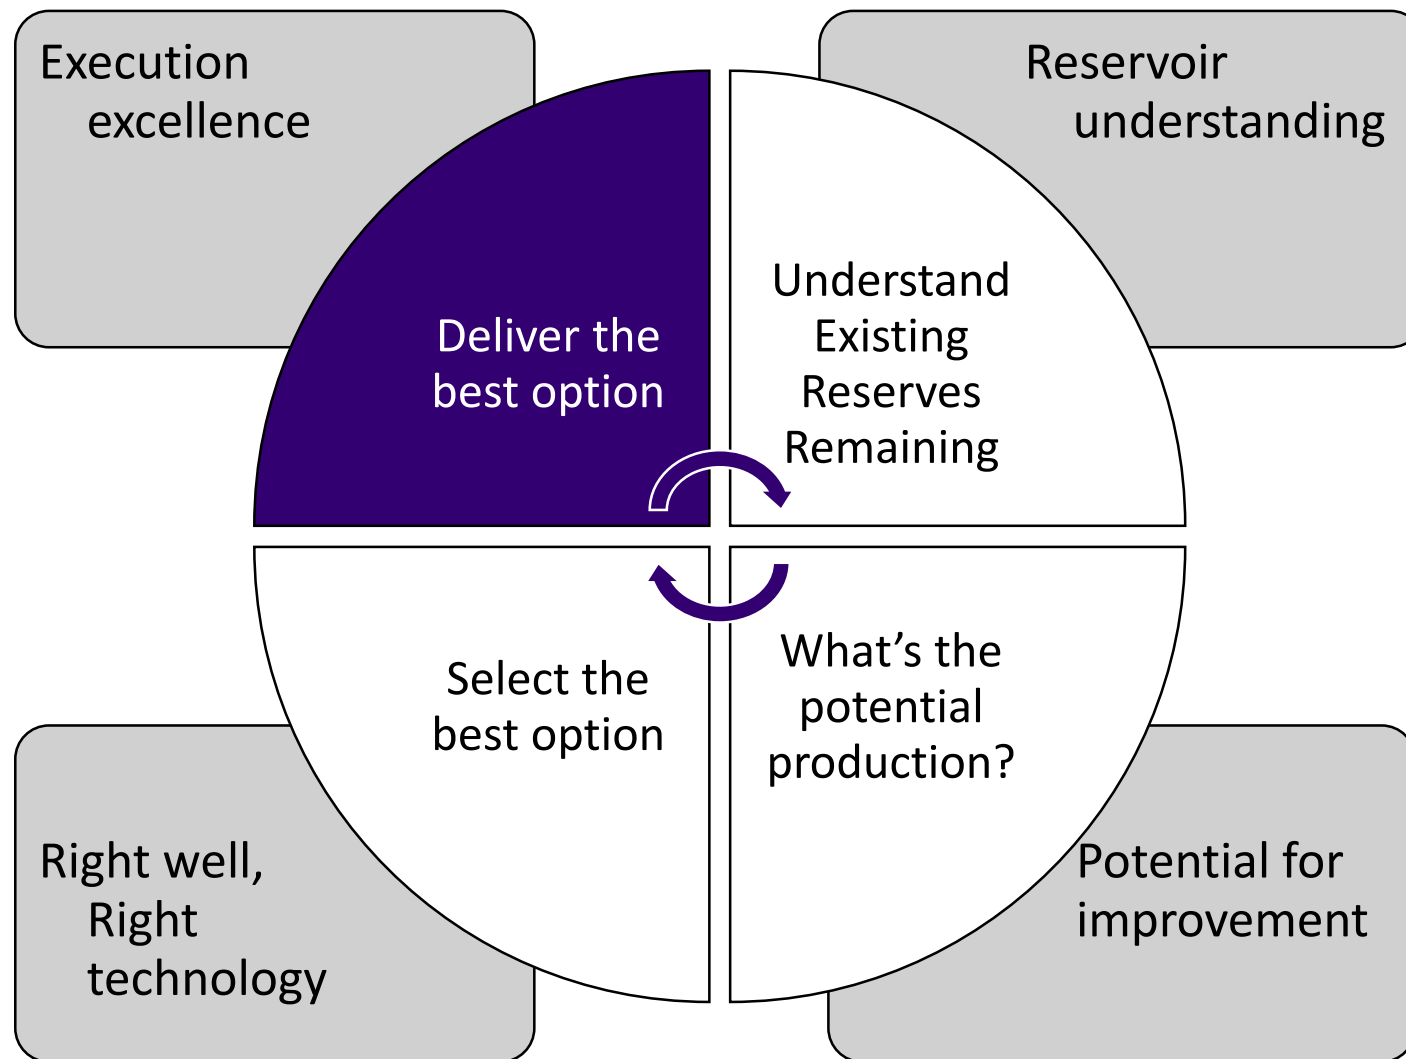 Execution
excellence
Reservoir
understanding
Deliver the
best option
Understand
Existing
Reserves
Remaining
Select the
best option
What’s the
potential
production?
Right well,
Right
technology
Potential for
improvement